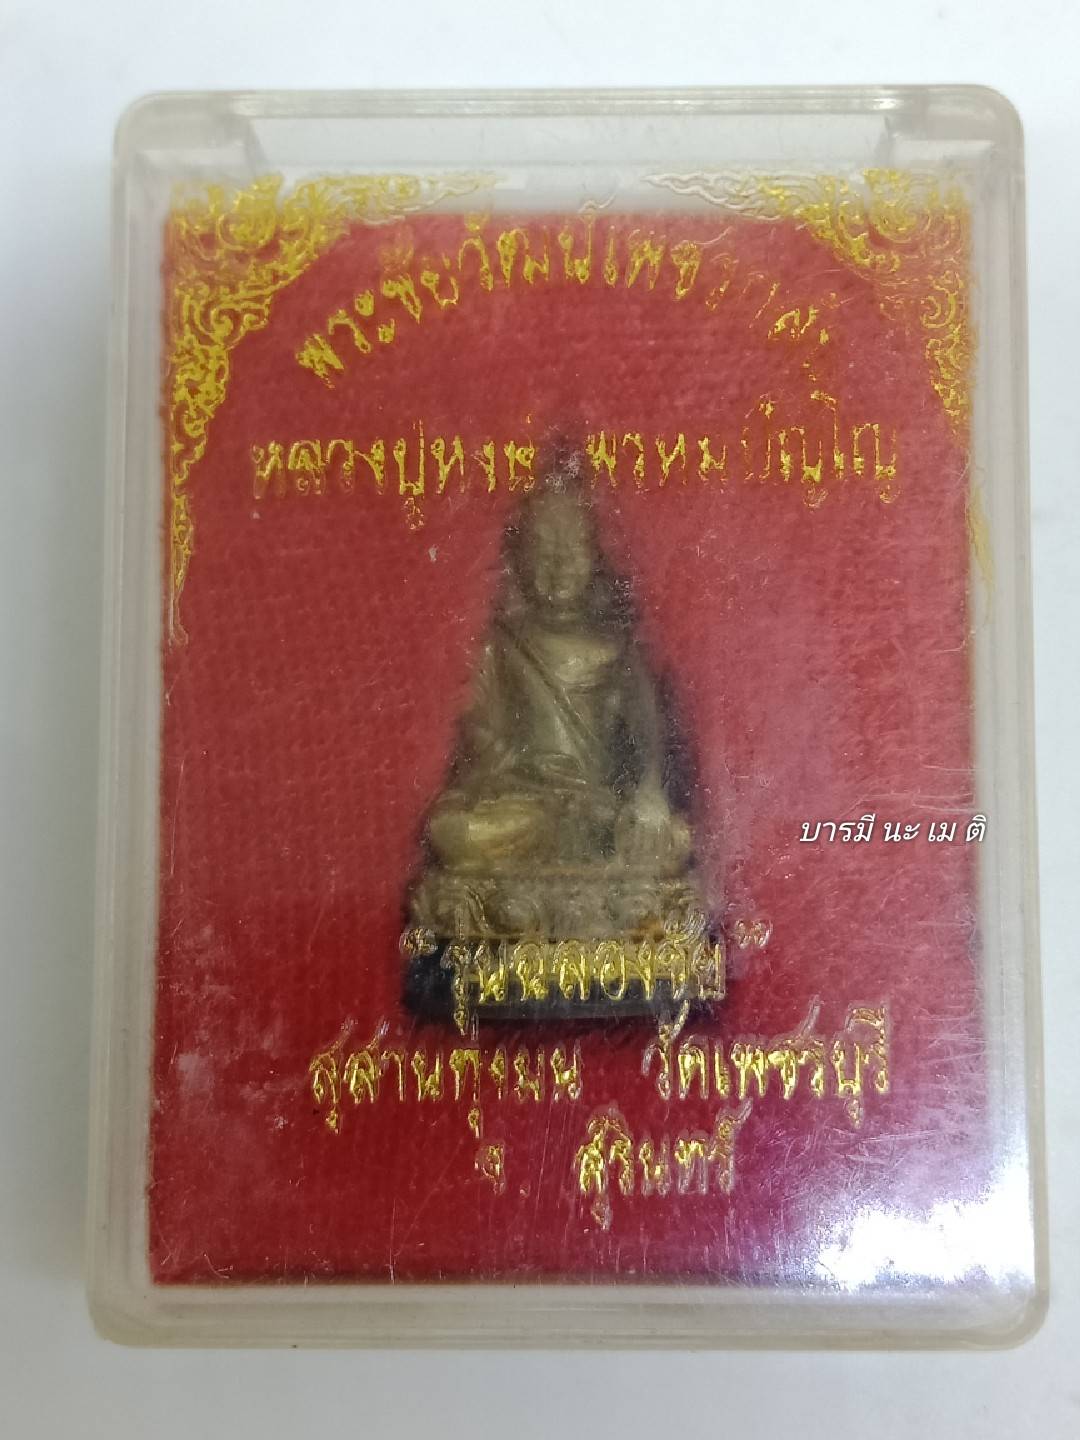 พระชัยวัฒน์เพชรกลับ
หลวงปู่หงษ์ พรหมปัญโญ
บารมี นะ เม ติ
"รุ่นฉลองชัย"
สุสานทุ่งมน วัดเพชรบุรี
จ. สุรินทร์